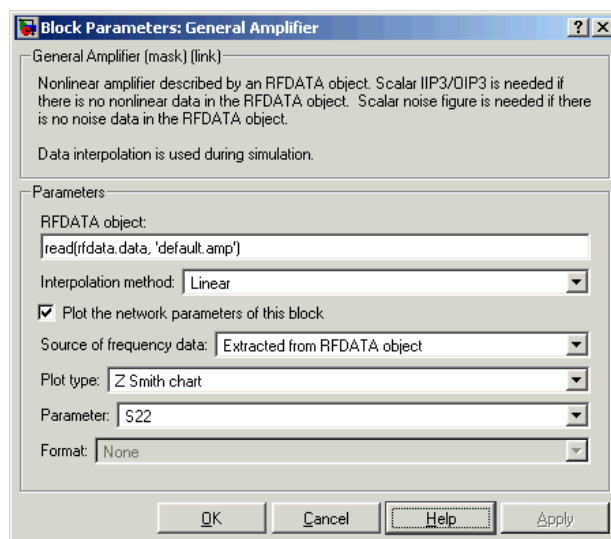 Block Parameters: General Amplifier
General Amplifier (mask) (link)
Nonlinear amplifier described by an RFDATA object. Scalar IIP3/OIP3 is needed if
there is no nonlinear data in the RFDATA object.  Scalar noise figure is needed if there
is no noise data in the RFDATA object.
Data interpolation is used during simulation.
Parameters
RFDATA object:
read(rfdata.data, 'default.amp')
Interpolation method: Linear
Plot the network parameters of this block
Source of frequency data: Extracted from RFDATA object
Plot type: Z Smith chart
Parameter: S22
Format: None
OK Cancel Help Apply